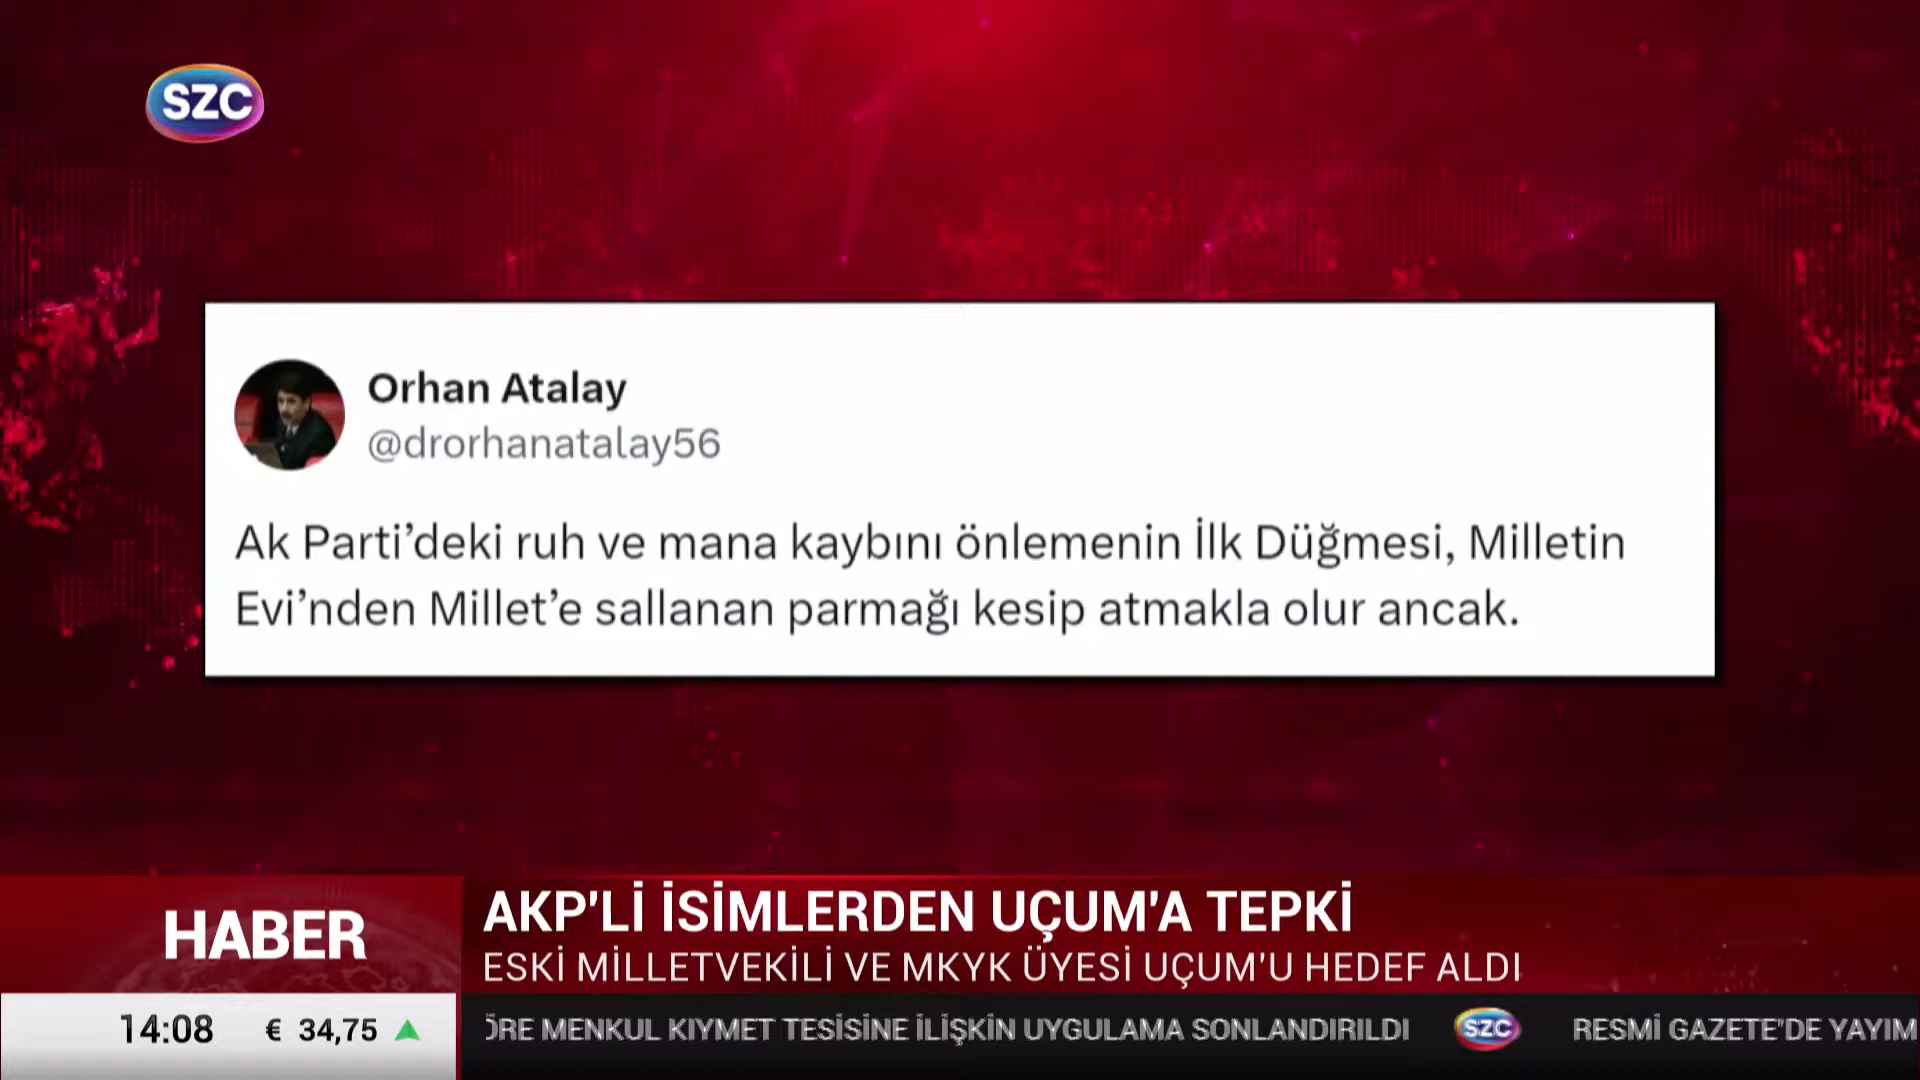 SZC
Orhan Atalay
@drorhanatalay56
Ak Parti’deki ruh ve mana kaybını önlemenin İlk Düğmesi, Milletin
Evi’nden Millet’e sallanan parmağı kesip atmakla olur ancak.
HABER
AKP'Lİ İSİMLERDEN UÇUM'A TEPKİ
ESKİ MİLLETVEKİLİ VE MKYK ÜYESİ UÇUM'U HEDEF ALDI
14:08 € 34,75
ÖRE MENKUL KIYMET TESİSİNE İLİŞKİN UYGULAMA SONLANDIRILDI SZC RESMİ GAZETE'DE YAYIM